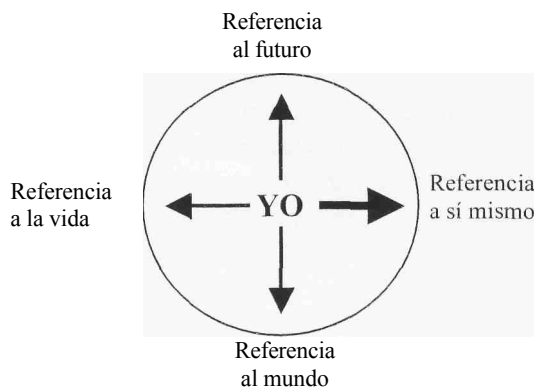 Referencia
al futuro
Referencia
a la vida
YO
Referencia
a sí mismo
Referencia
al mundo